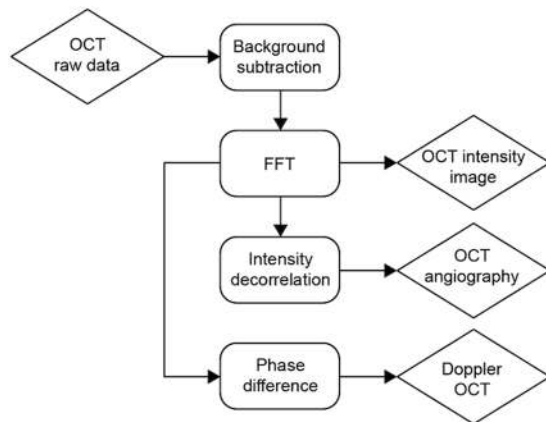 OCT
raw data
Background
subtraction
FFT
OCT intensity
image
Intensity
decorrelation
OCT
angiography
Phase
difference
Doppler
OCT